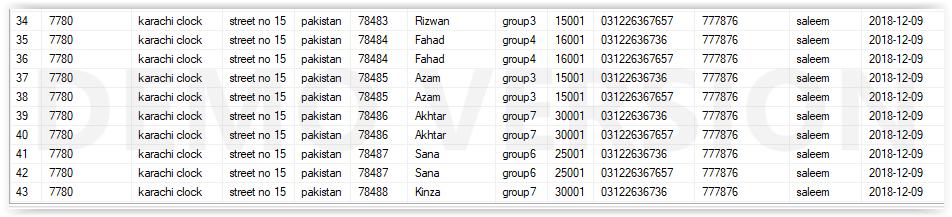 34 7780 karachi clock street no 15 pakistan 78483 Rizwan group3 15001 031226367657 777876 saleem 2018-12-09
35 7780 karachi clock street no 15 pakistan 78484 Fahad group4 16001 03122636736 777876 saleem 2018-12-09
36 7780 karachi clock street no 15 pakistan 78484 Fahad group4 16001 031226367657 777876 saleem 2018-12-09
37 7780 karachi clock street no 15 pakistan 78485 Azam group3 15001 03122636736 777876 saleem 2018-12-09
38 7780 karachi clock street no 15 pakistan 78485 Azam group3 15001 031226367657 777876 saleem 2018-12-09
39 7780 karachi clock street no 15 pakistan 78486 Akhtar group7 30001 03122636736 777876 saleem 2018-12-09
40 7780 karachi clock street no 15 pakistan 78486 Akhtar group7 30001 031226367657 777876 saleem 2018-12-09
41 7780 karachi clock street no 15 pakistan 78487 Sana group6 25001 03122636736 777876 saleem 2018-12-09
42 7780 karachi clock street no 15 pakistan 78487 Sana group6 25001 031226367657 777876 saleem 2018-12-09
43 7780 karachi clock street no 15 pakistan 78488 Kinza group7 30001 03122636736 777876 saleem 2018-12-09
DEMO VERSION